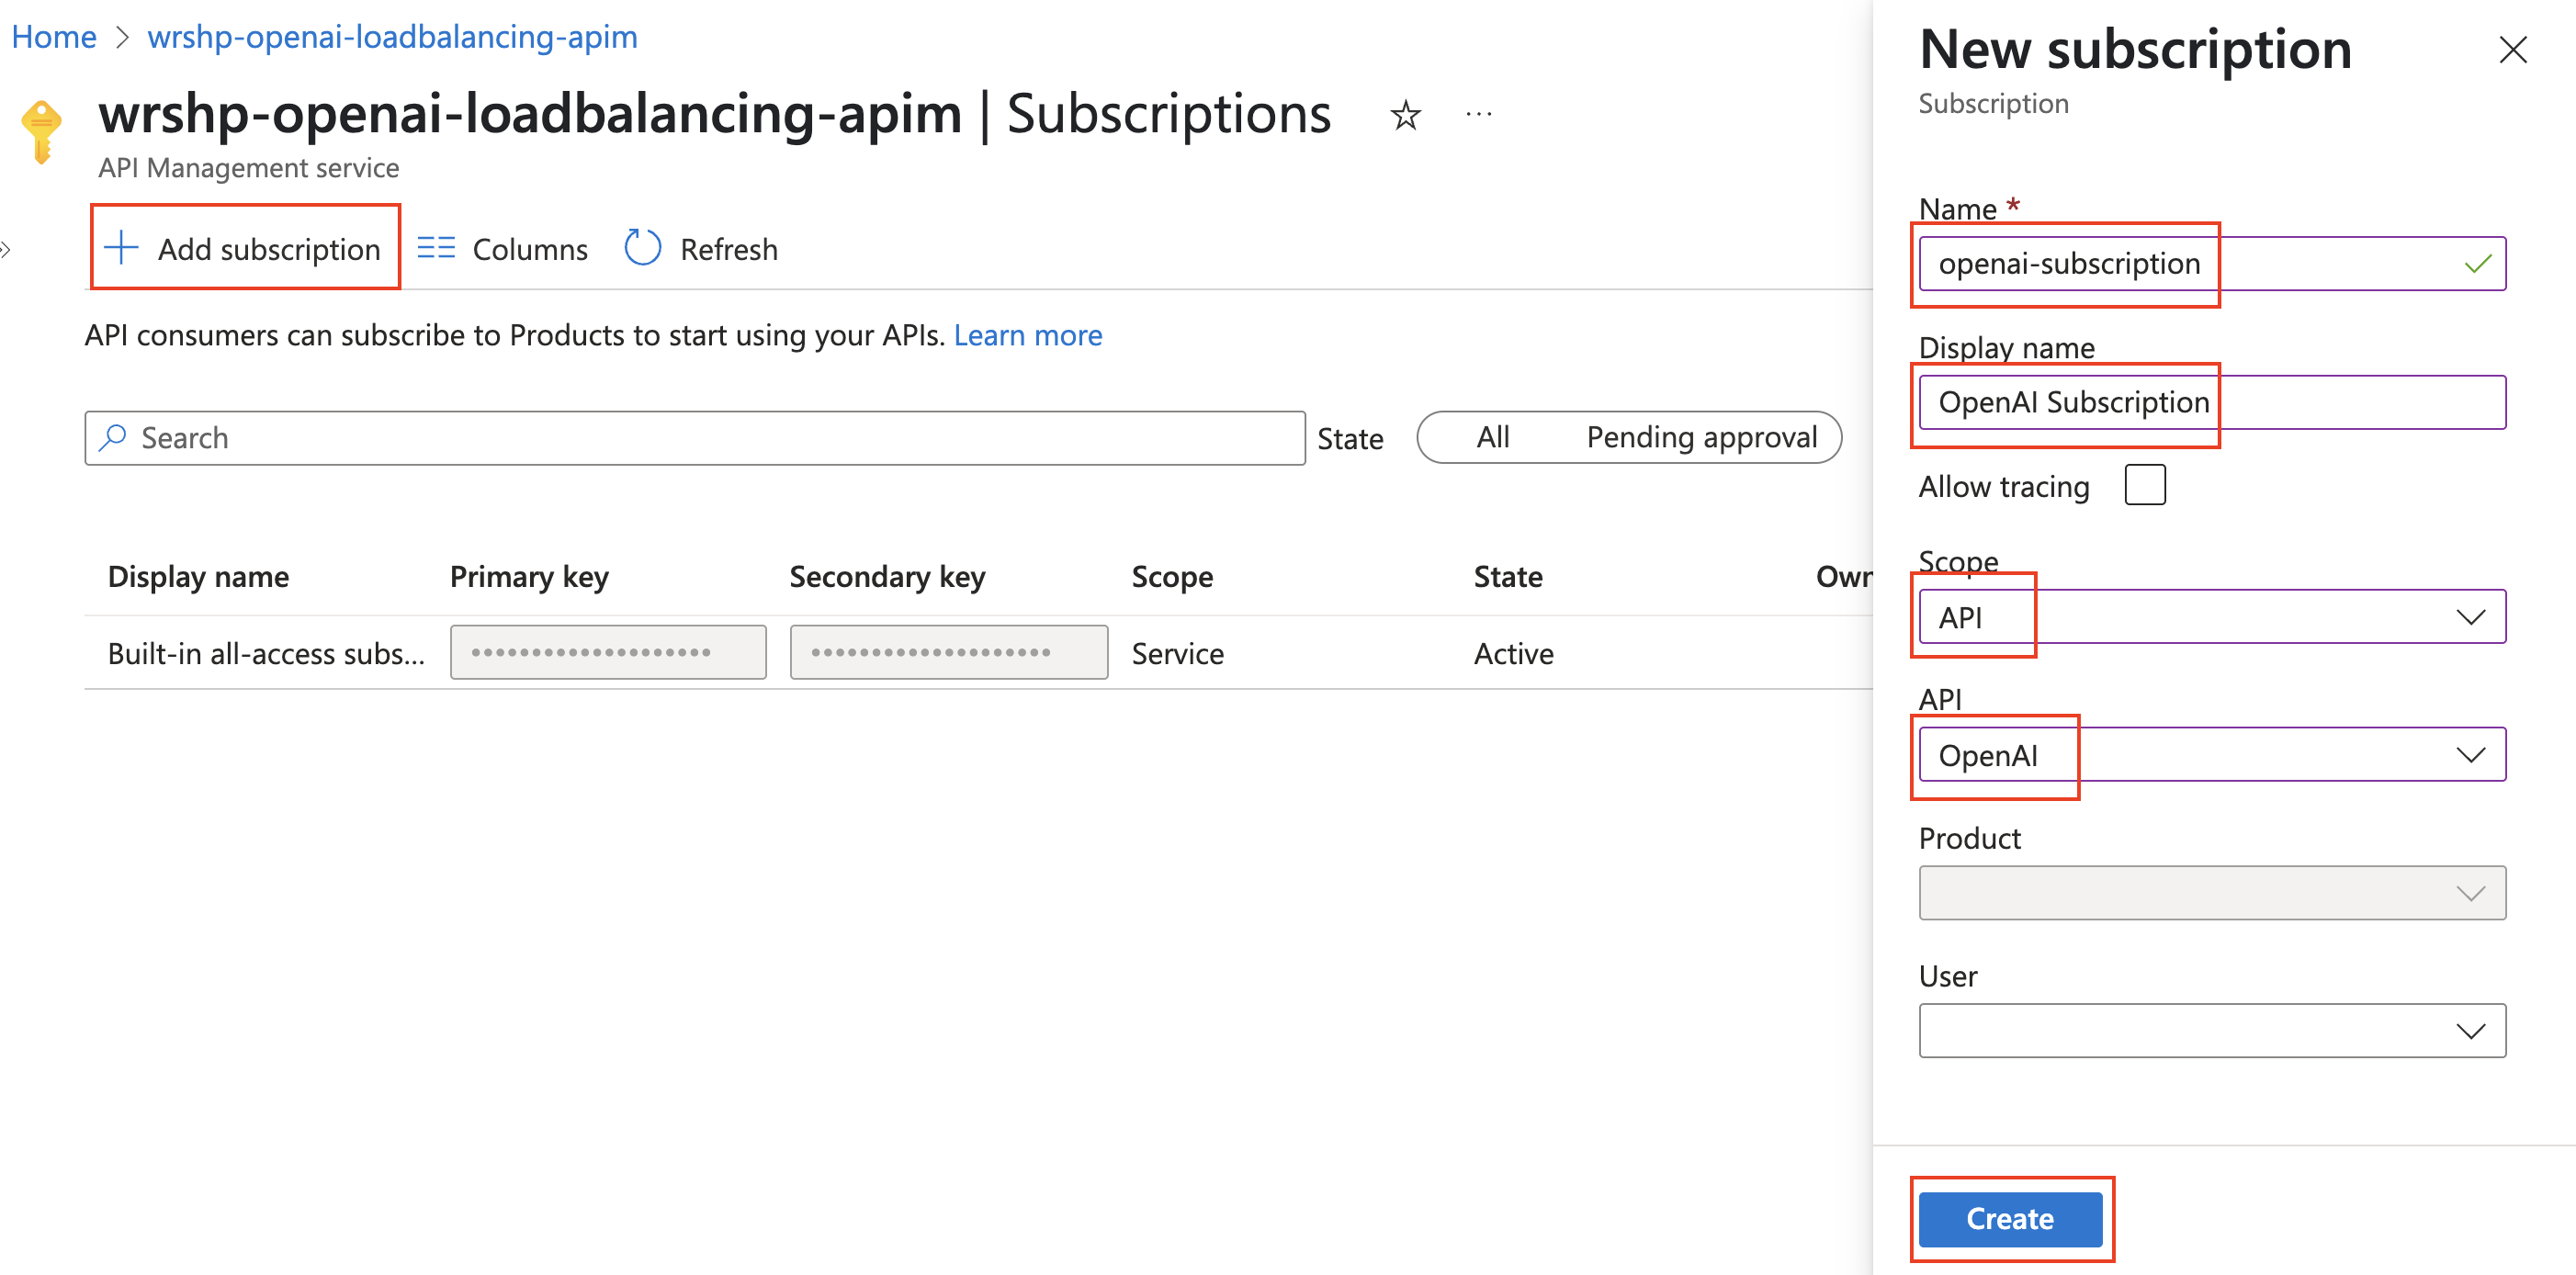 Home > wrshp-openai-loadbalancing-apim
wrshp-openai-loadbalancing-apim | Subscriptions
API Management service
Add subscription
Columns
Refresh
API consumers can subscribe to Products to start using your APIs. Learn more
Search
State
All
Pending approval
Display name
Primary key
Secondary key
Scope
State
Own
Built-in all-access subs...
Service
Active
New subscription
Subscription
Name *
openai-subscription
Display name
OpenAI Subscription
Allow tracing
Scope
API
API
OpenAI
Product
User
Create